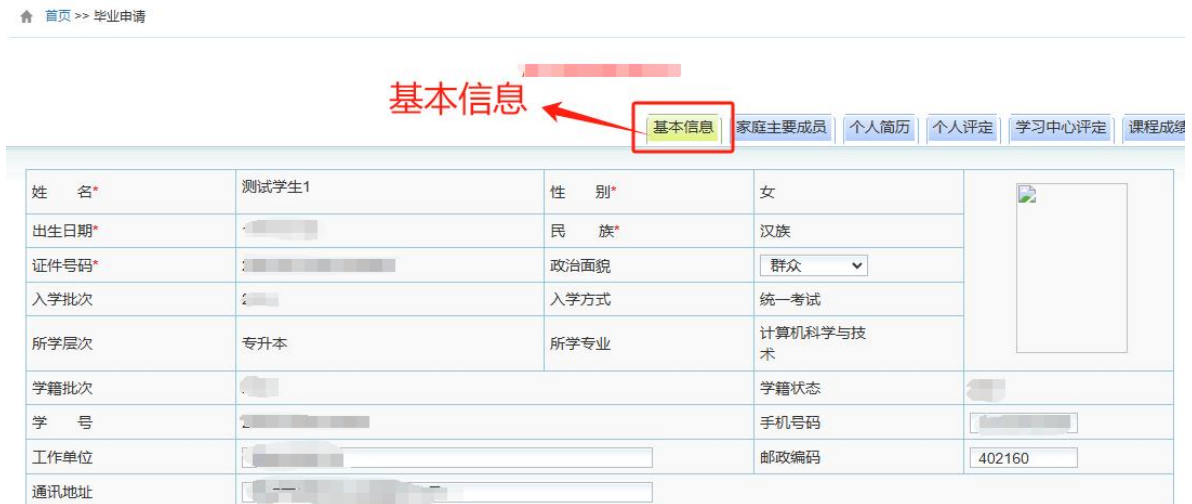 首页 >> 毕业申请
基本信息
基本信息 家庭主要成员 个人简历 个人评定 学习中心评定 课程成绩
姓 名* 测试学生1 性 别* 女
出生日期* 民 族* 汉族
证件号码* 政治面貌 群众
入学批次 入学方式 统一考试
所学层次 专升本 所学专业 计算机科学与技
术
学籍批次 学籍状态
学 号 手机号码
工作单位 邮政编码 402160
通讯地址